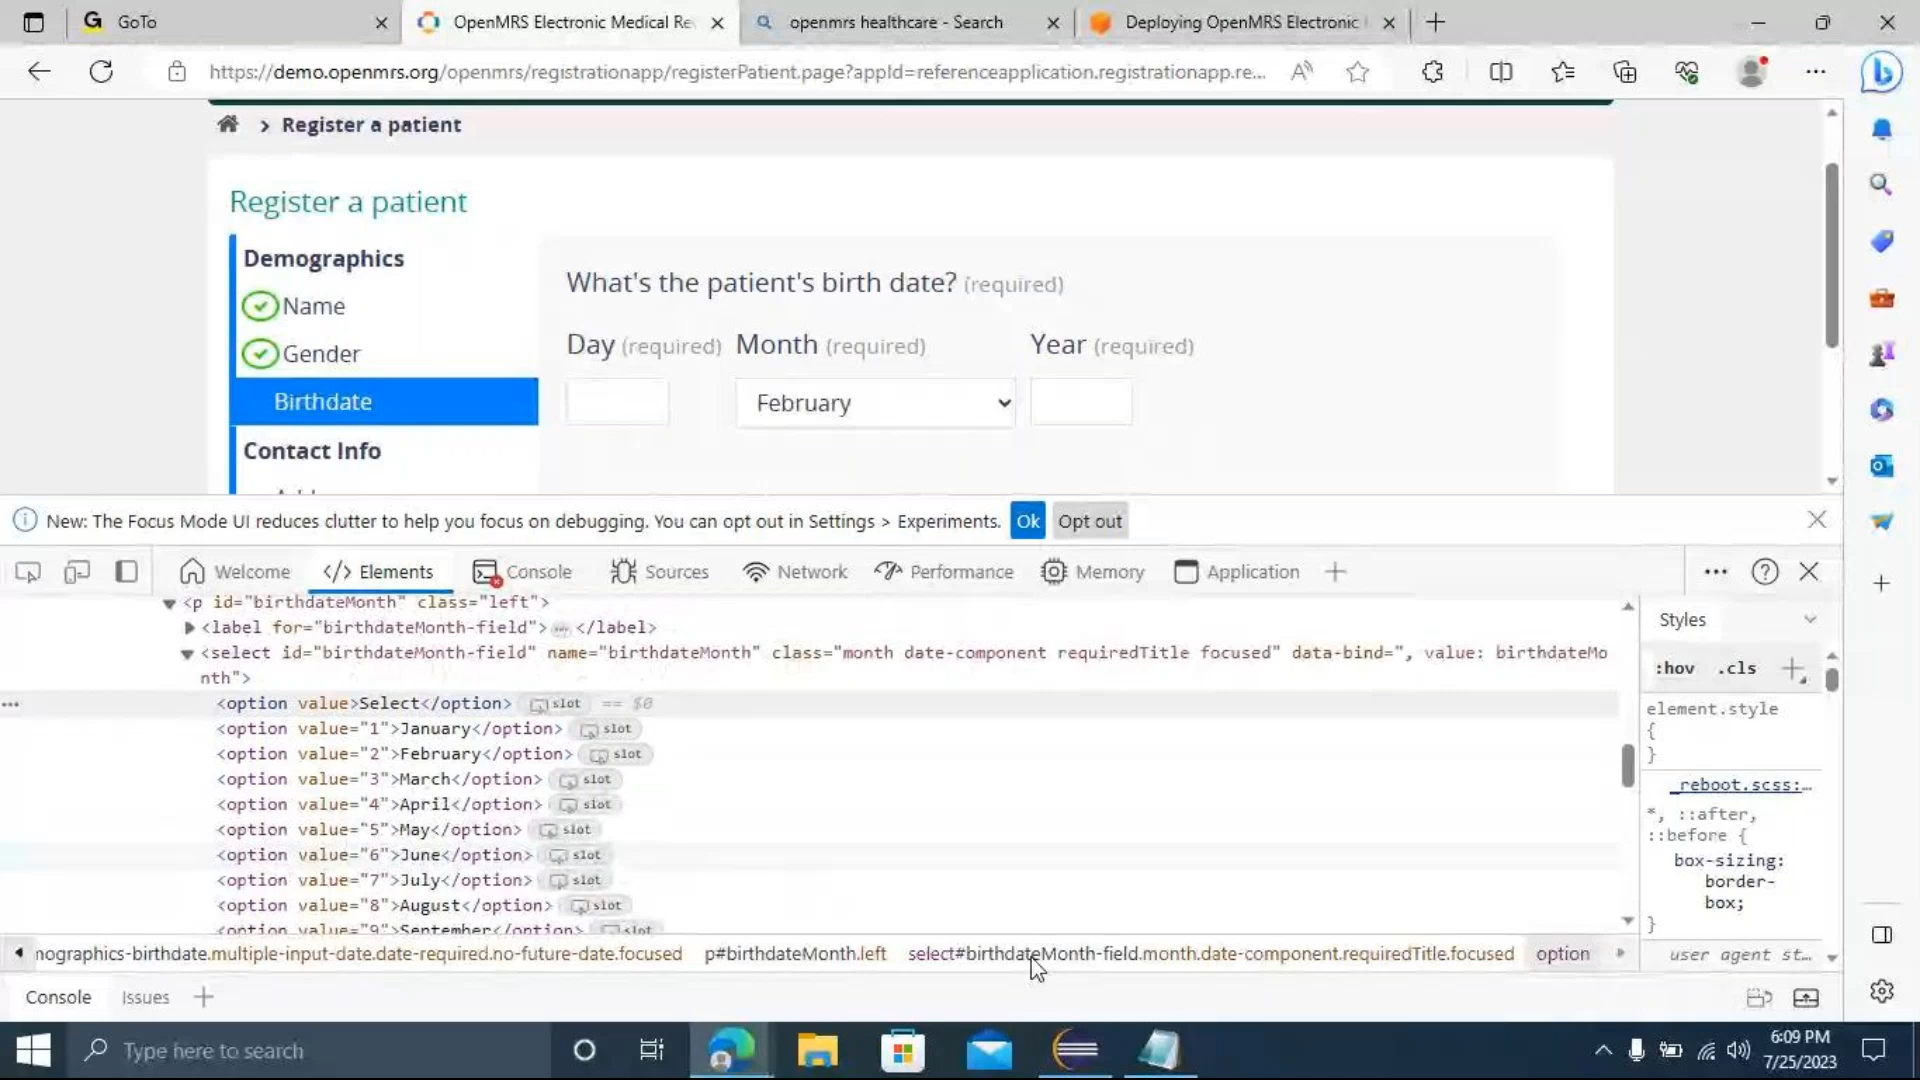 GoTo
OpenMRS Electronic Medical Re
openmrs healthcare - Search
Deploying OpenMRS Electronic
https://demo.openmrs.org/openmrs/registrationapp/registerPatient.page?appId=referenceapplication.registrationapp.re...
Register a patient
Register a patient
Demographics
Name
Gender
Birthdate
Contact Info
What's the patient's birth date? (required)
Day (required) Month (required) Year (required)
February
New: The Focus Mode UI reduces clutter to help you focus on debugging. You can opt out in Settings > Experiments. Ok Opt out
Welcome </> Elements Console Sources Network Performance Memory Application
<p id="birthdateMonth" class="left">
<label for="birthdateMonth-field"> </label>
<select id="birthdateMonth-field" name="birthdateMonth" class="month date-component requiredTitle focused" data-bind=", value: birthdateMo
nth">
<option value>Select</option> slot == $0
<option value="1">January</option> slot
<option value="2">February</option> slot
<option value="3">March</option> slot
<option value="4">April</option> slot
<option value="5">May</option> slot
<option value="6">June</option> slot
<option value="7">July</option> slot
<option value="8">August</option> slot
<option value="9">September</option> slot
Styles
:hov .cls
element.style
{
}
_reboot.scss:...
*, ::after,
::before {
box-sizing:
border-
box;
}
user agent st...
mographics-birthdate.multiple-input-date.date-required.no-future-date.focused p#birthdateMonth.left select#birthdateMonth-field.month.date-component.requiredTitle.focused option
Console Issues
Type here to search
6:09 PM
7/25/2023